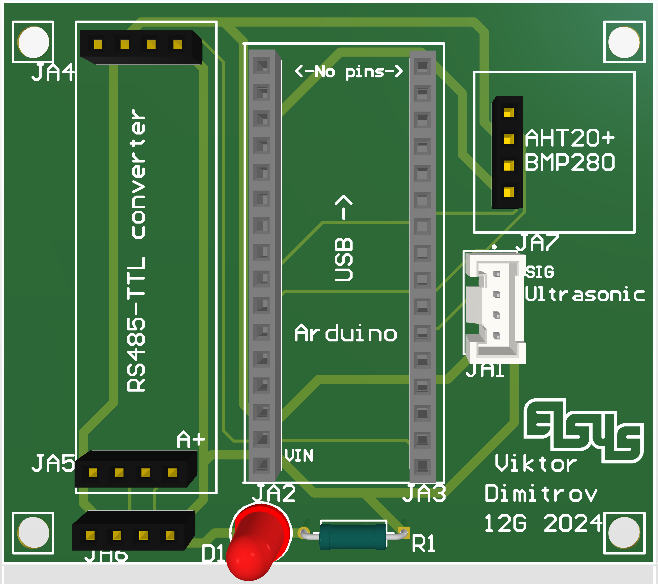 JA4
<-No pins->
AHT20+
BMP280
RS485-TTL converter
USB ->
JA7
SIG
Ultrasonic
Arduino
JA1
elsys
A+
VIN
JA5
Viktor
Dimitrov
12G 2024
JA2
JA3
JA6
D1
R1